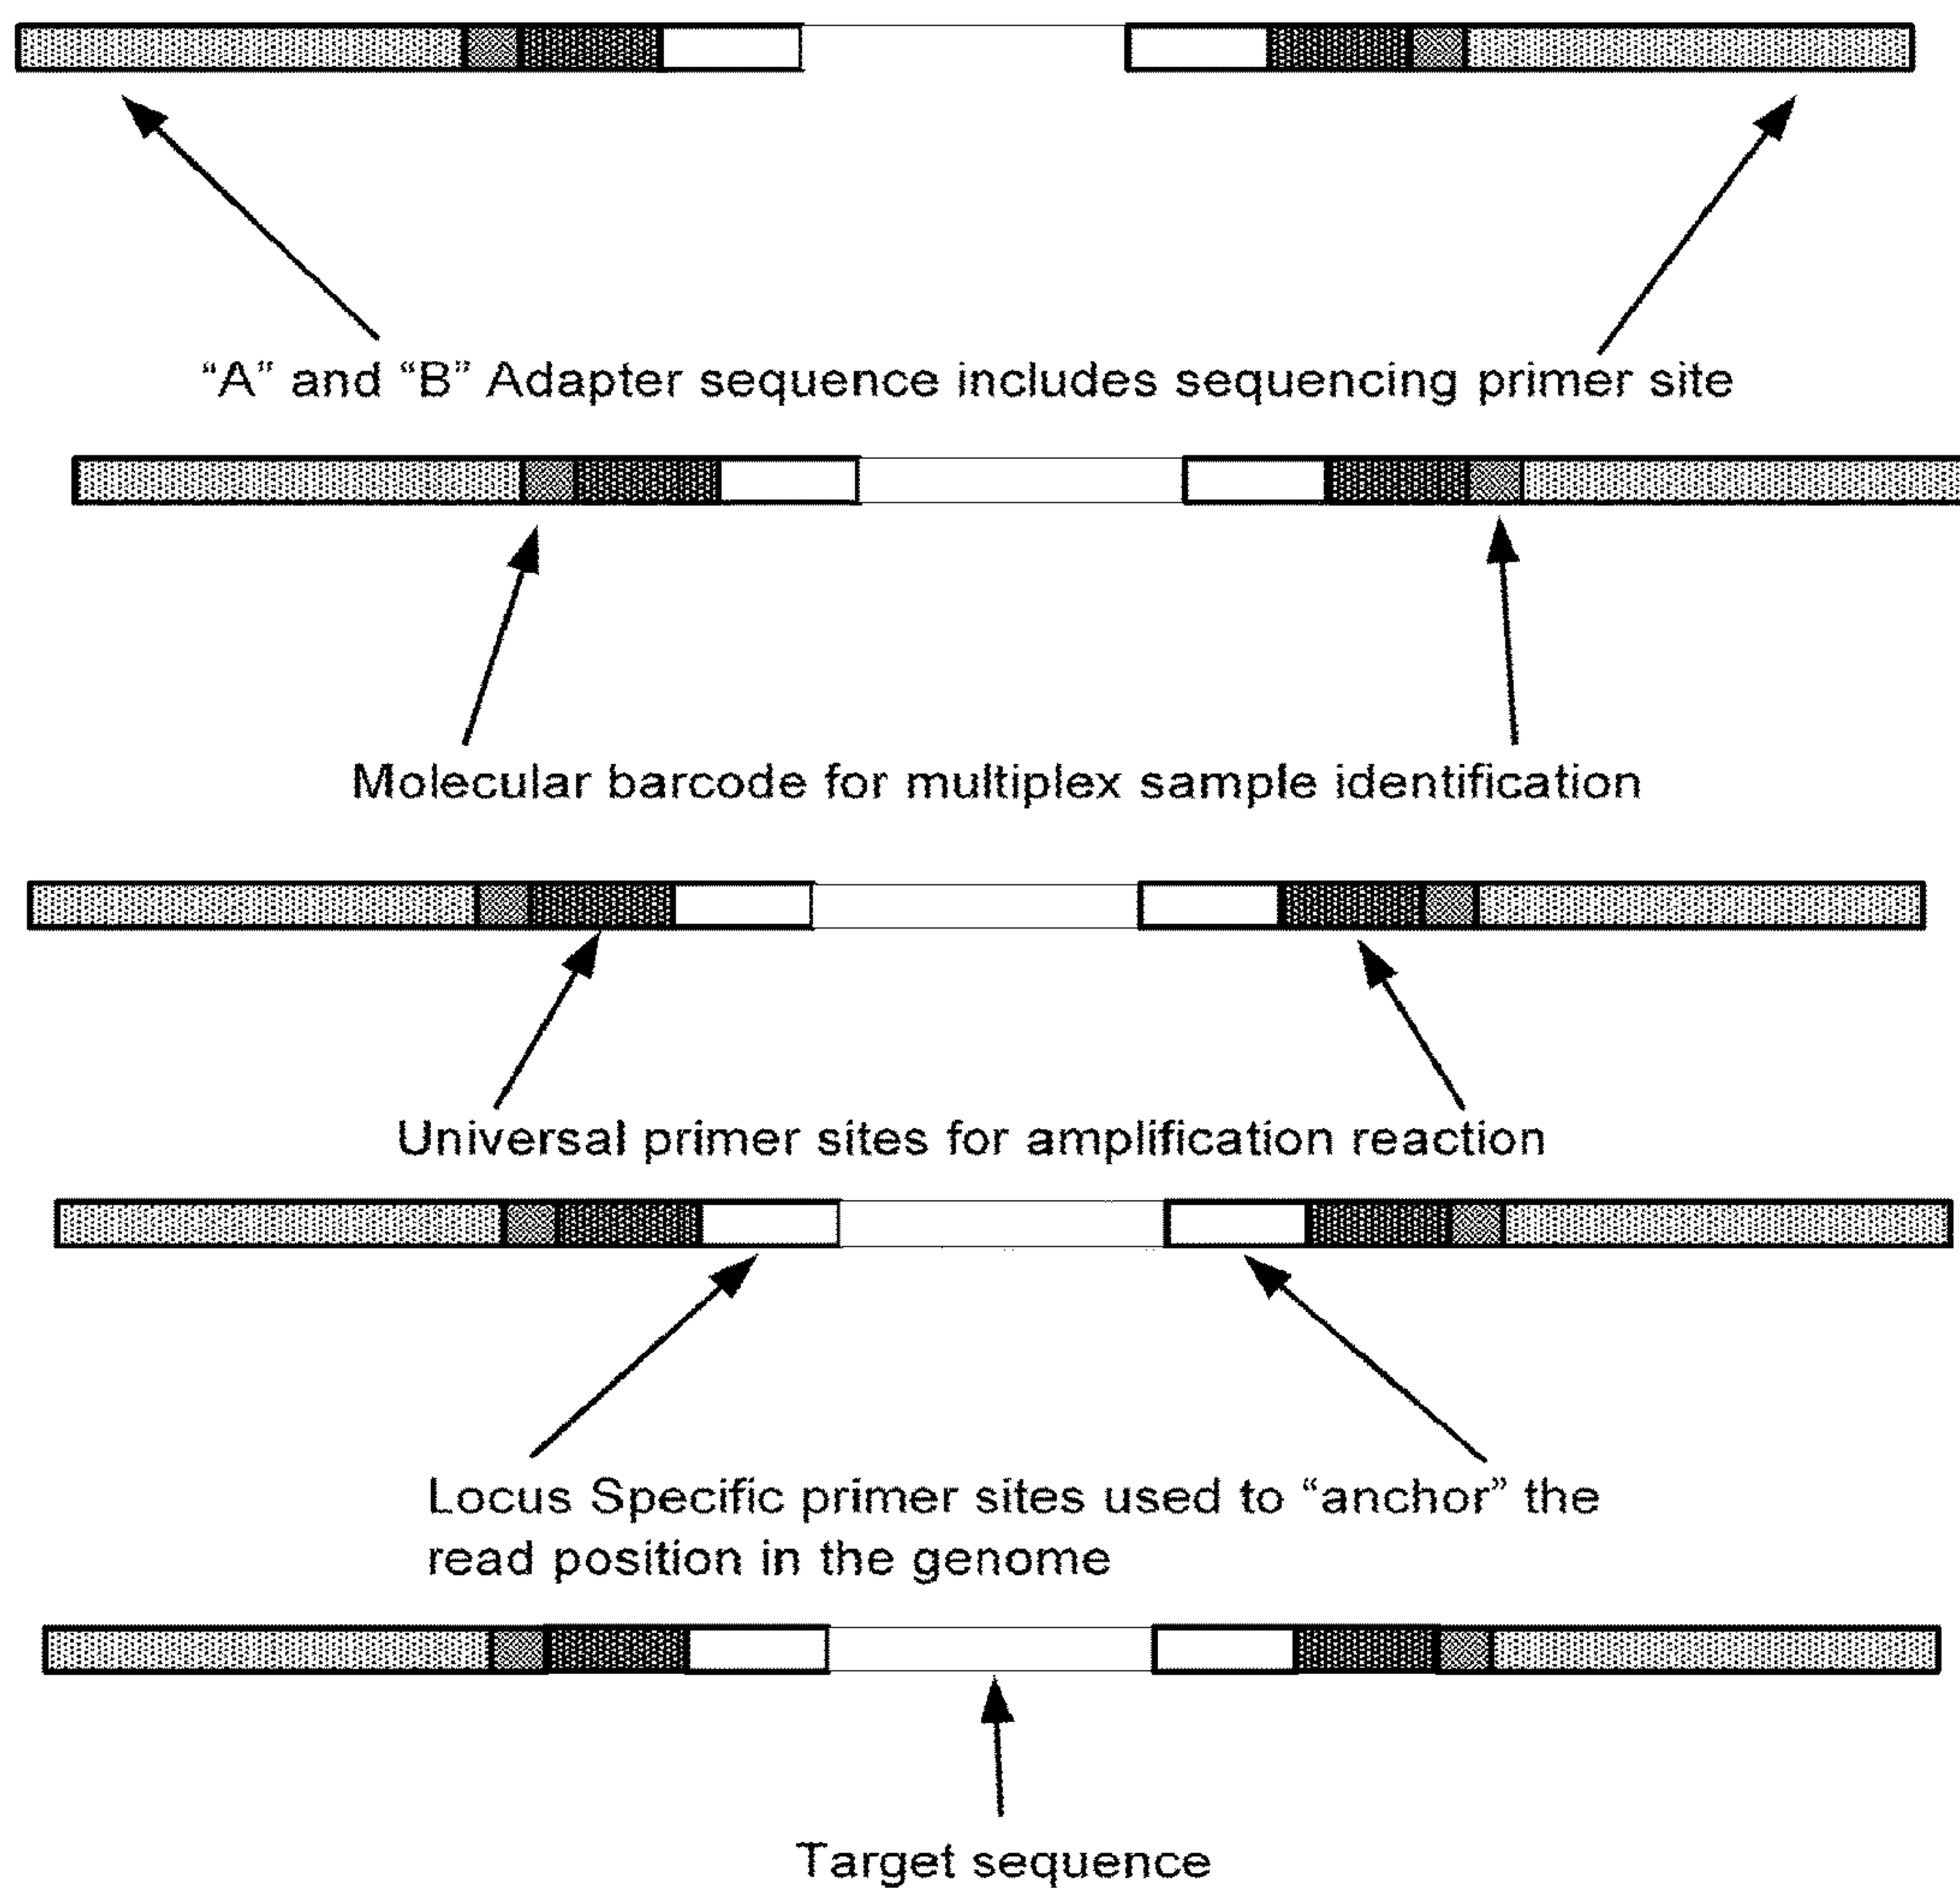 “A” and “B” Adapter sequence includes sequencing primer site
Molecular barcode for multiplex sample identification
Universal primer sites for amplification reaction
Locus Specific primer sites used to “anchor” the
read position in the genome
Target sequence